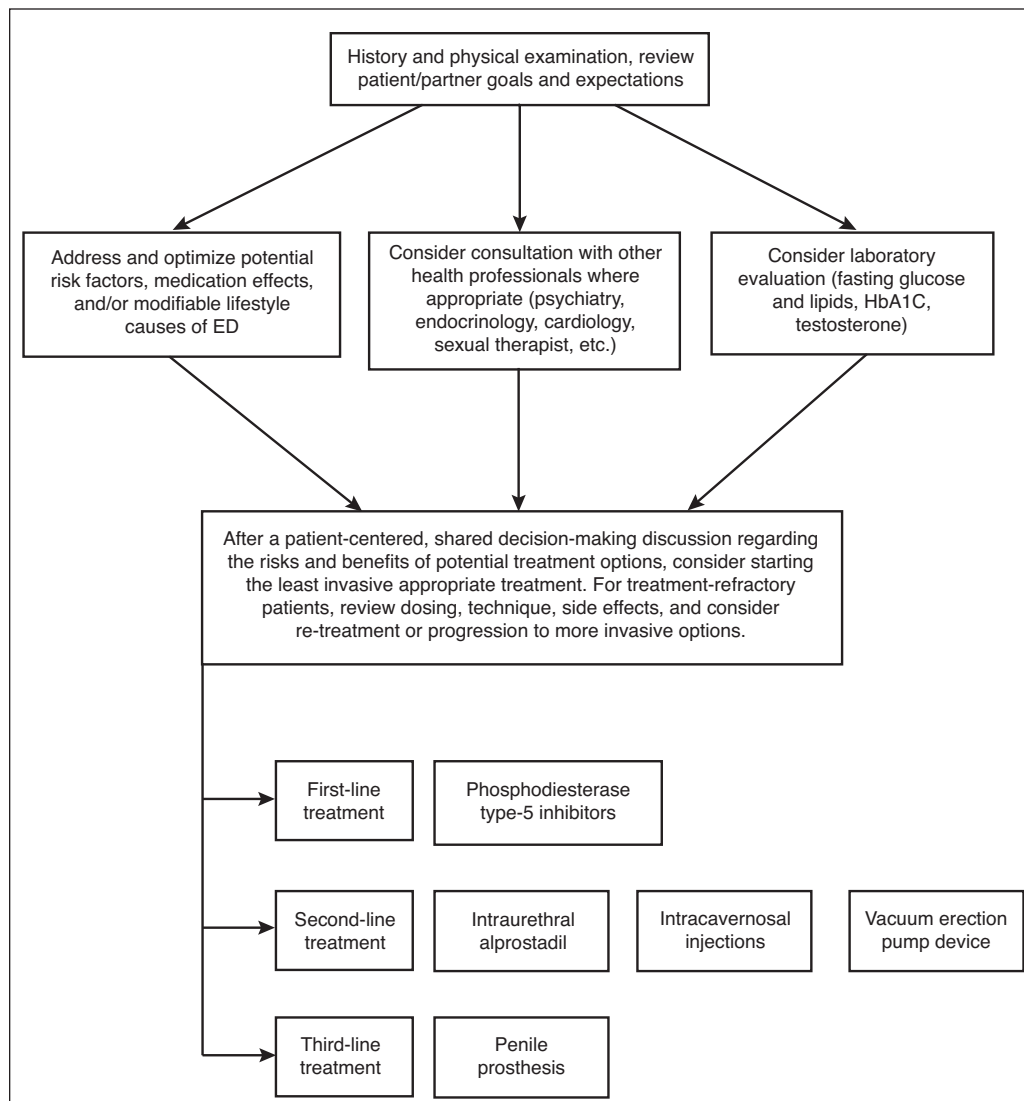 History and physical examination, review
patient/partner goals and expectations
Address and optimize potential
risk factors, medication effects,
and/or modifiable lifestyle
causes of ED
Consider consultation with other
health professionals where
appropriate (psychiatry,
endocrinology, cardiology,
sexual therapist, etc.)
Consider laboratory
evaluation (fasting glucose
and lipids, HbA1C,
testosterone)
After a patient-centered, shared decision-making discussion regarding
the risks and benefits of potential treatment options, consider starting
the least invasive appropriate treatment. For treatment-refractory
patients, review dosing, technique, side effects, and consider
re-treatment or progression to more invasive options.
First-line
treatment
Phosphodiesterase
type-5 inhibitors
Second-line
treatment
Intraurethral
alprostadil
Intracavernosal
injections
Vacuum erection
pump device
Third-line
treatment
Penile
prosthesis